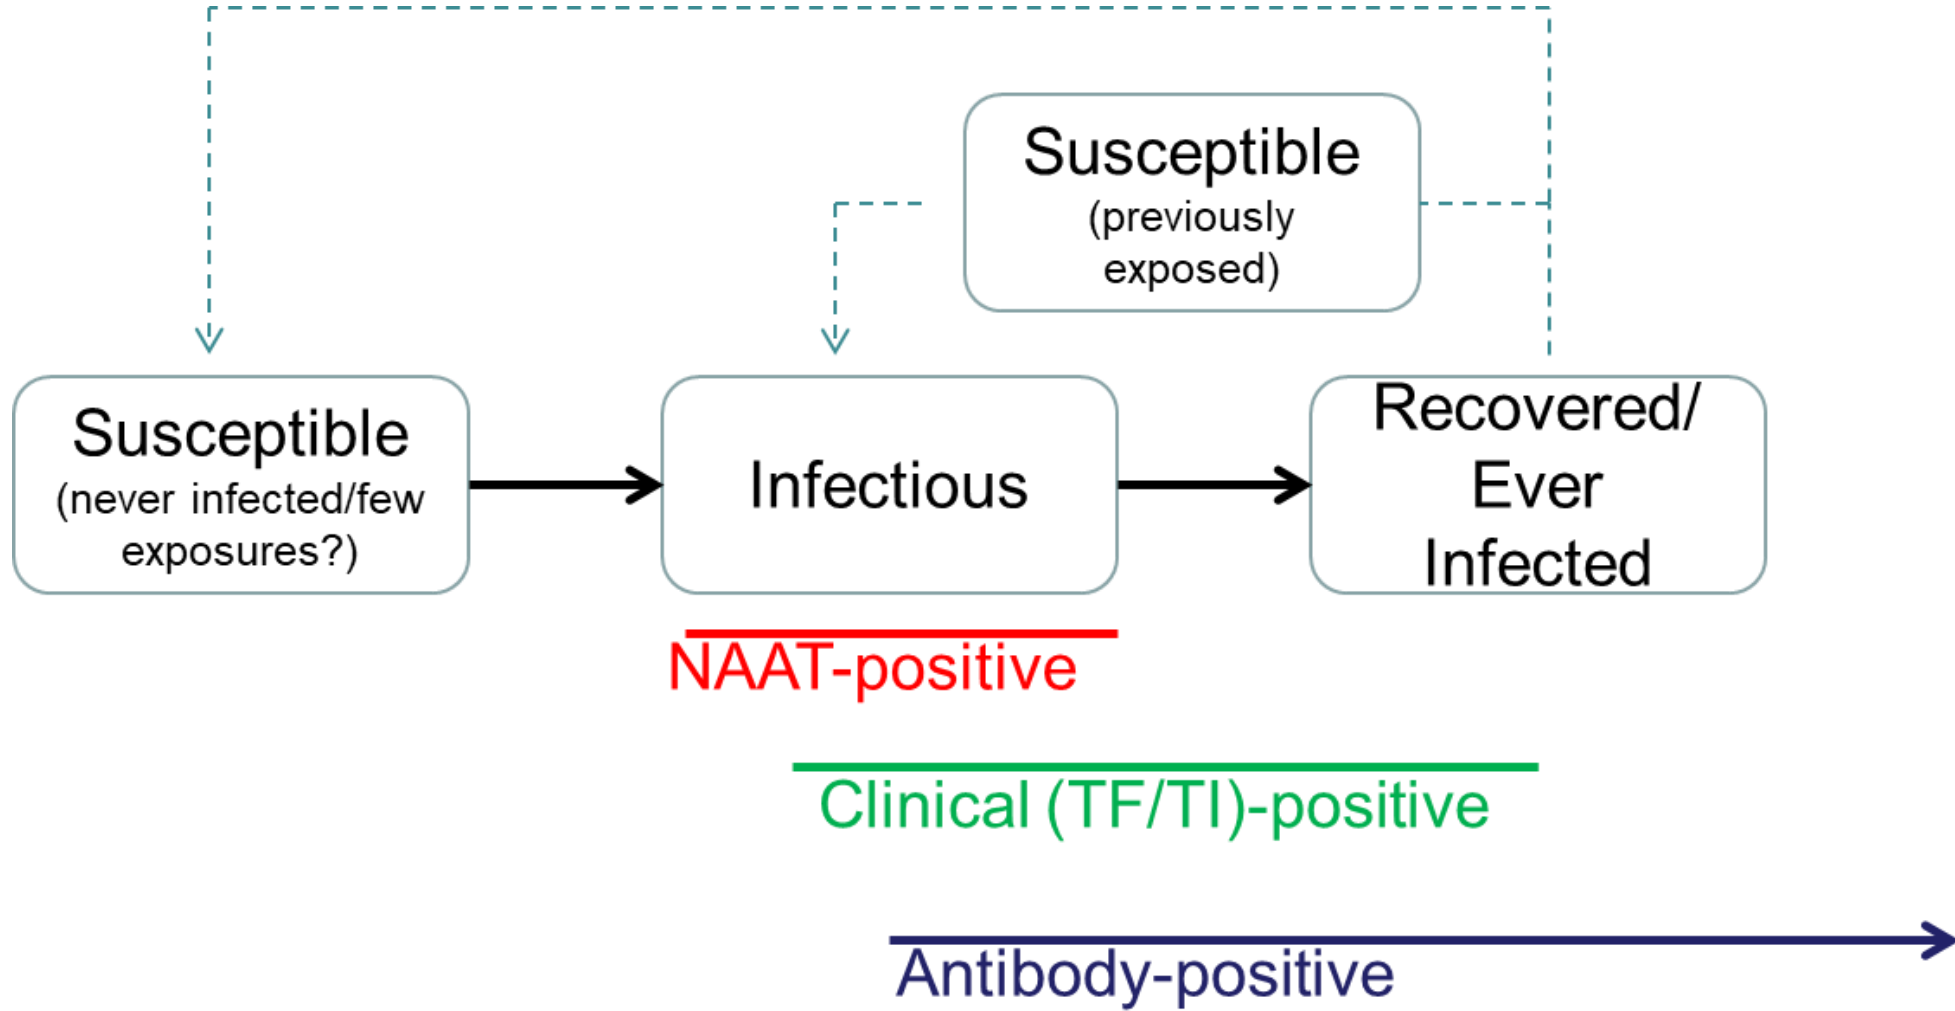 Susceptible
(previously
exposed)
Susceptible
(never infected/few
exposures?)
Infectious
Recovered/
Ever
Infected
NAAT-positive
Clinical (TF/TI)-positive
Antibody-positive